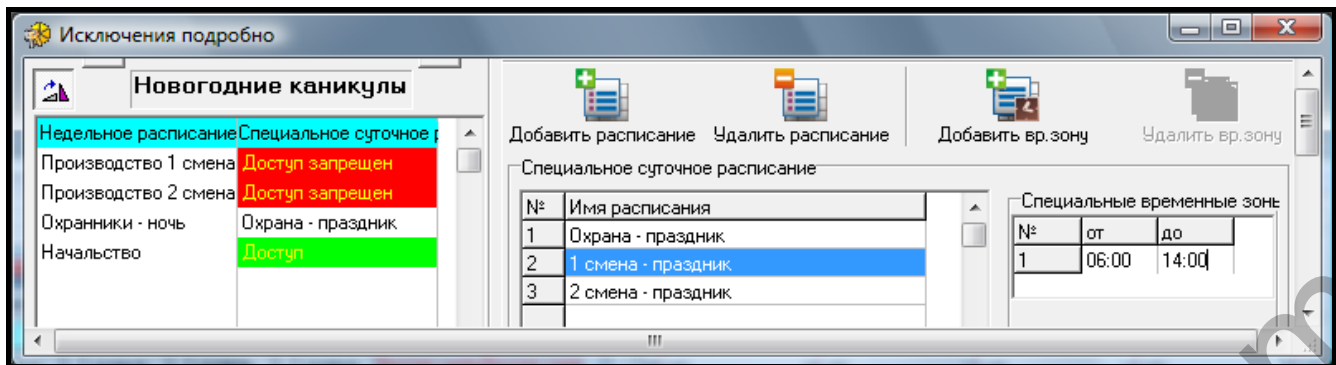 Исключения подробно
Новогодние каникулы
Недельное расписание Специальное суточное р
Производство 1 смена Доступ запрещен
Производство 2 смена Доступ запрещен
Охранники - ночь Охрана - праздник
Начальство Доступ
Добавить расписание Удалить расписание Добавить вр.зону Удалить вр.зону
Специальное суточное расписание
№ Имя расписания
1 Охрана - праздник
2 1 смена - праздник
3 2 смена - праздник
Специальные временные зоны
№ от до
1 06:00 14:00